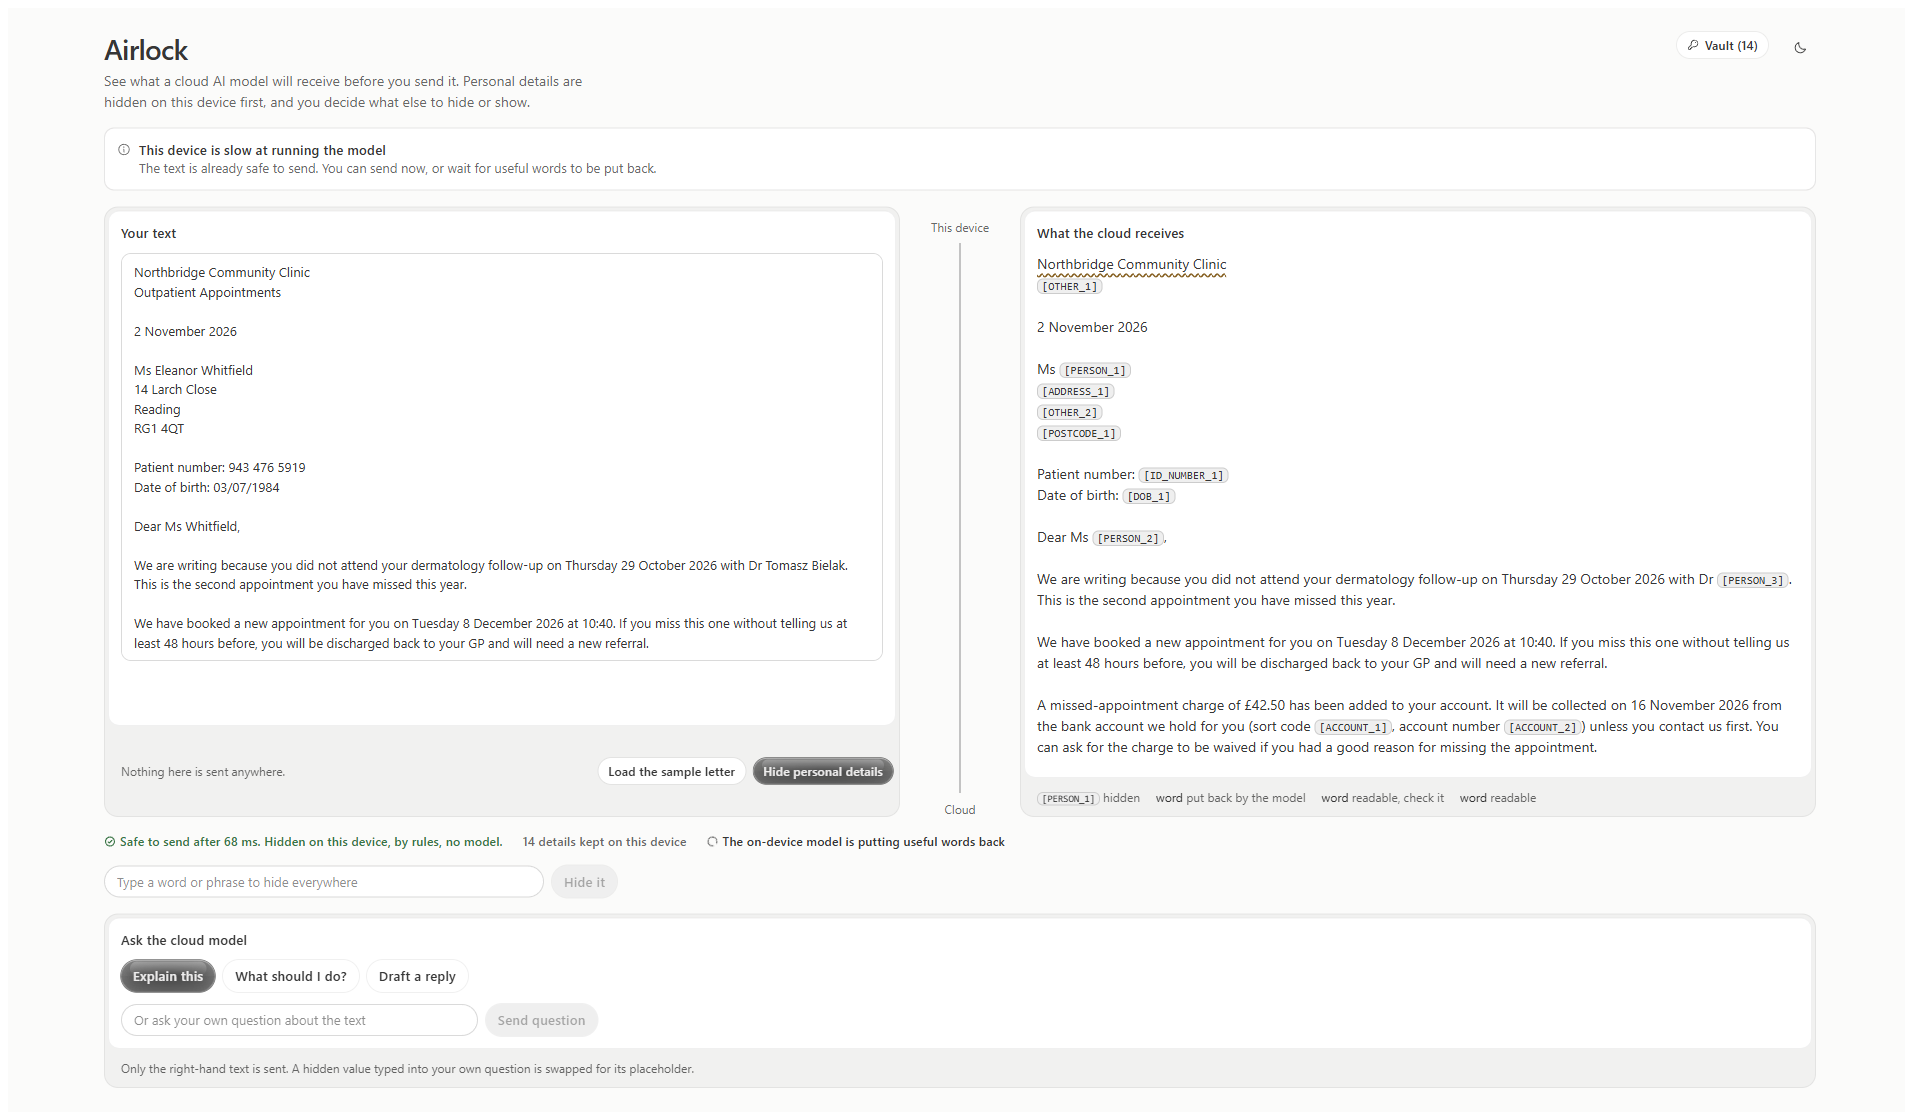 Airlock
Vault (14)
See what a cloud AI model will receive before you send it. Personal details are
hidden on this device first, and you decide what else to hide or show.
This device is slow at running the model
The text is already safe to send. You can send now, or wait for useful words to be put back.
Your text
Northbridge Community Clinic
Outpatient Appointments
2 November 2026
Ms Eleanor Whitfield
14 Larch Close
Reading
RG1 4QT
Patient number: 943 476 5919
Date of birth: 03/07/1984
Dear Ms Whitfield,
We are writing because you did not attend your dermatology follow-up on Thursday 29 October 2026 with Dr Tomasz Bielak.
This is the second appointment you have missed this year.
We have booked a new appointment for you on Tuesday 8 December 2026 at 10:40. If you miss this one without telling us at
least 48 hours before, you will be discharged back to your GP and will need a new referral.
Nothing here is sent anywhere.
Load the sample letter
Hide personal details
This device
Cloud
What the cloud receives
Northbridge Community Clinic
[OTHER_1]
2 November 2026
Ms [PERSON_1]
[ADDRESS_1]
[OTHER_2]
[POSTCODE_1]
Patient number: [ID_NUMBER_1]
Date of birth: [DOB_1]
Dear Ms [PERSON_2],
We are writing because you did not attend your dermatology follow-up on Thursday 29 October 2026 with Dr [PERSON_3].
This is the second appointment you have missed this year.
We have booked a new appointment for you on Tuesday 8 December 2026 at 10:40. If you miss this one without telling us
at least 48 hours before, you will be discharged back to your GP and will need a new referral.
A missed-appointment charge of £42.50 has been added to your account. It will be collected on 16 November 2026 from
the bank account we hold for you (sort code [ACCOUNT_1], account number [ACCOUNT_2]) unless you contact us first. You
can ask for the charge to be waived if you had a good reason for missing the appointment.
[PERSON_1] hidden word put back by the model word readable, check it word readable
Safe to send after 68 ms. Hidden on this device, by rules, no model. 14 details kept on this device The on-device model is putting useful words back
Type a word or phrase to hide everywhere
Hide it
Ask the cloud model
Explain this
What should I do?
Draft a reply
Or ask your own question about the text
Send question
Only the right-hand text is sent. A hidden value typed into your own question is swapped for its placeholder.